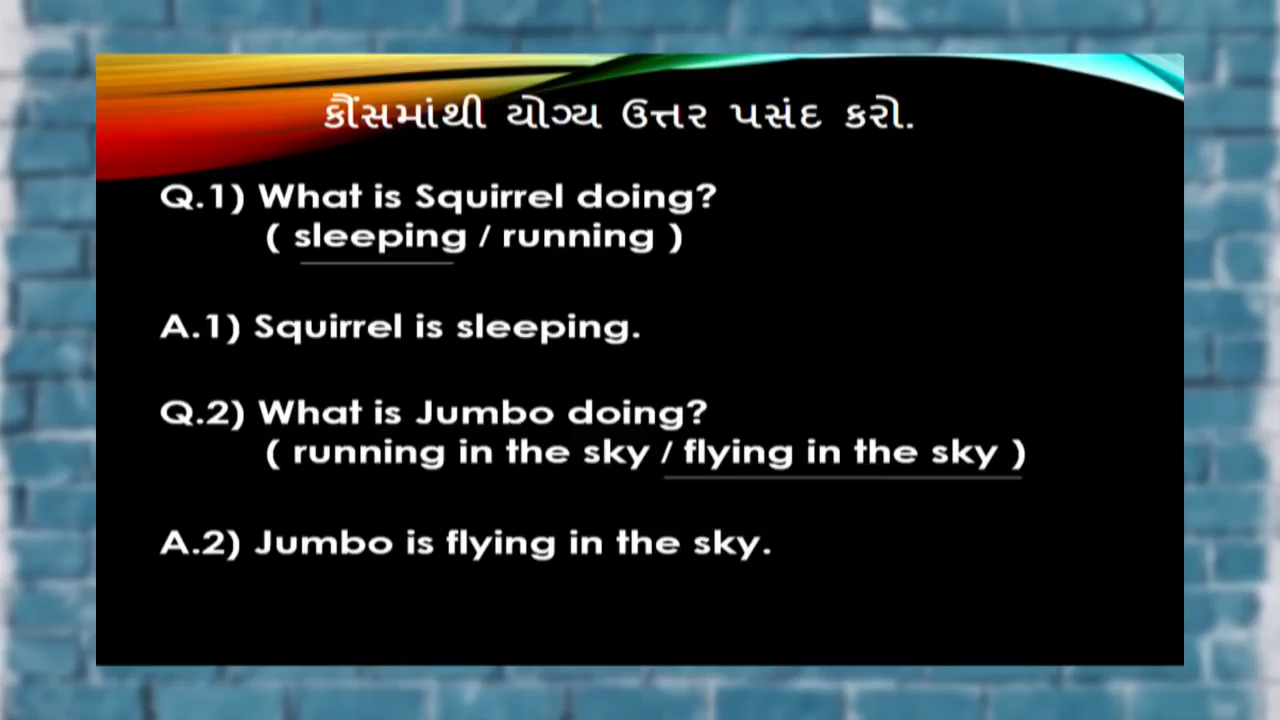 કૌંસમાંથી યોગ્ય ઉત્તર પસંદ કરો.
Q.1) What is Squirrel doing?
( sleeping / running )
A.1) Squirrel is sleeping.
Q.2) What is Jumbo doing?
( running in the sky / flying in the sky )
A.2) Jumbo is flying in the sky.